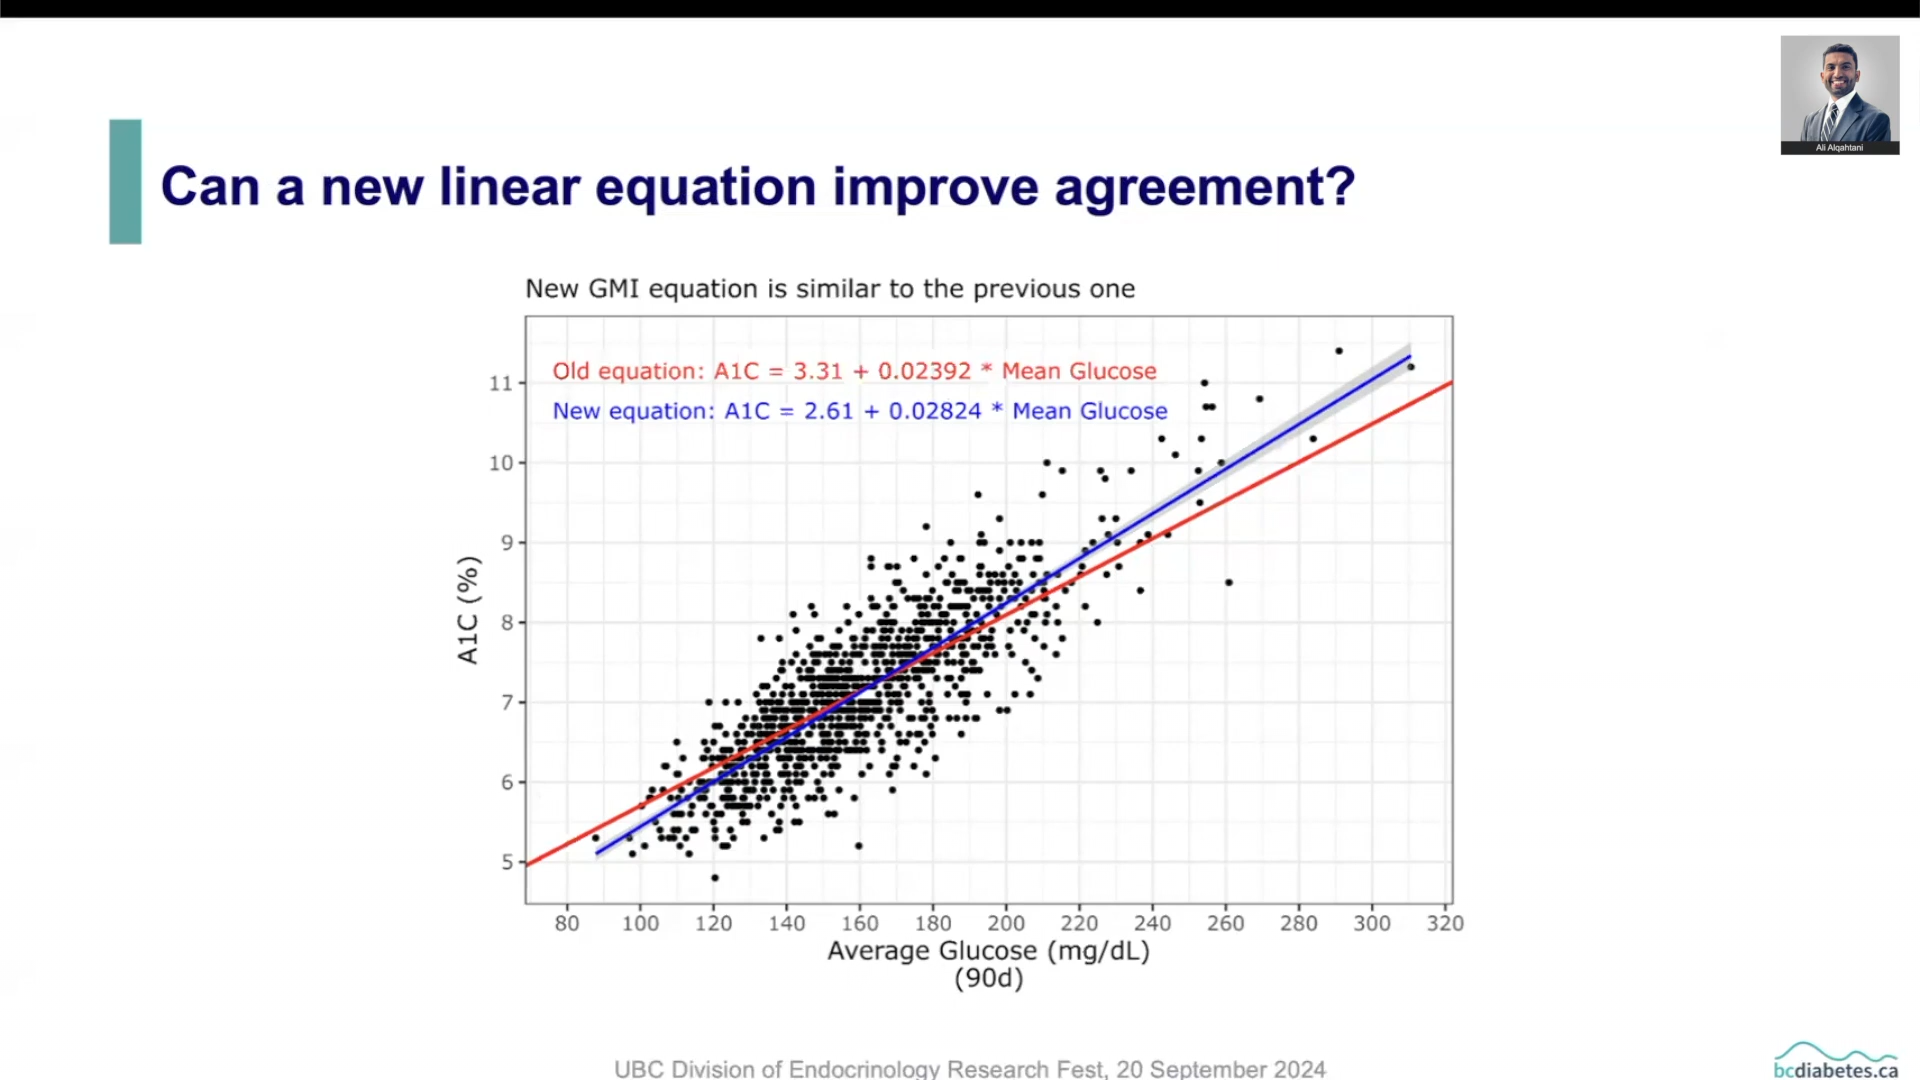 Ali Alqahtani
Can a new linear equation improve agreement?
New GMI equation is similar to the previous one
Old equation: A1C = 3.31 + 0.02392 * Mean Glucose
New equation: A1C = 2.61 + 0.02824 * Mean Glucose
11
10
9
8
7
6
5
A1C (%)
80 100 120 140 160 180 200 220 240 260 280 300 320
Average Glucose (mg/dL)
(90d)
UBC Division of Endocrinology Research Fest, 20 September 2024
bcdiabetes.ca